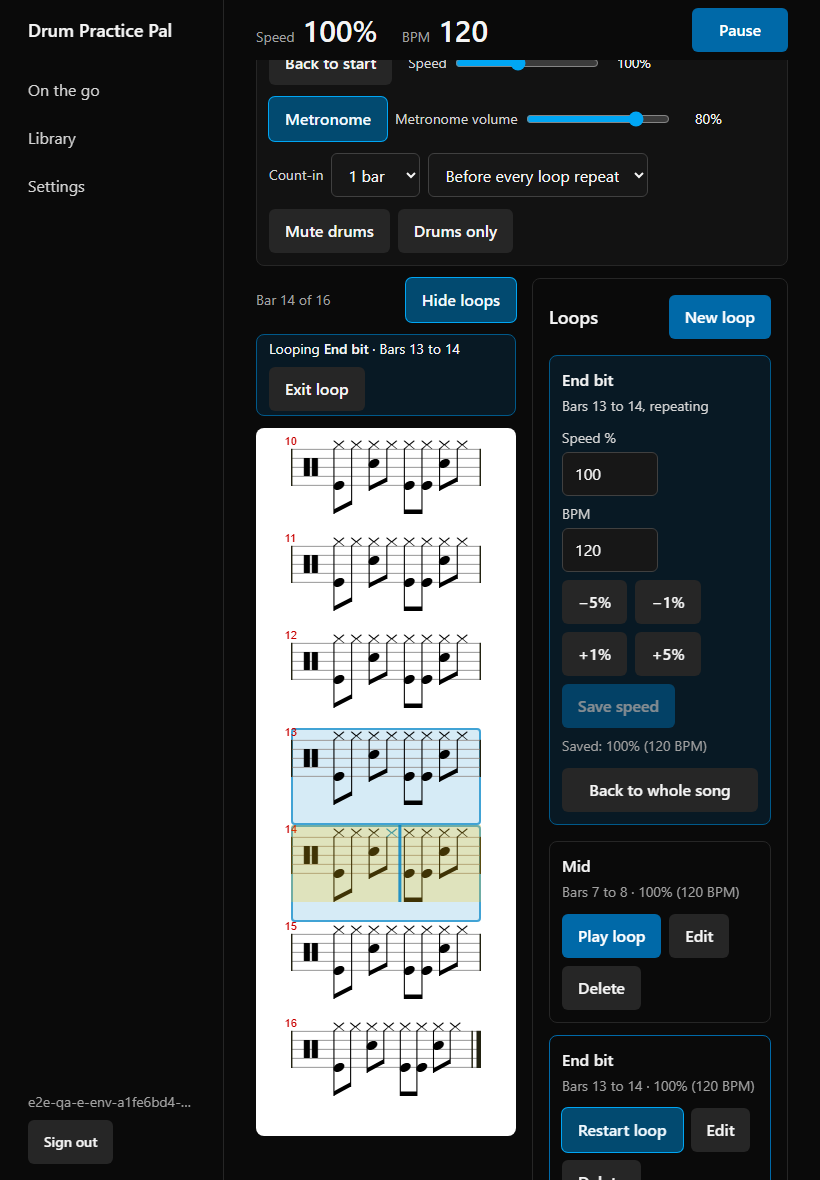 Drum Practice Pal
On the go
Library
Settings
e2e-qa-e-env-a1fe6bd4-...
Sign out
Speed 100% BPM 120
Pause
Back to start Speed 100%
Metronome Metronome volume 80%
Count-in 1 bar Before every loop repeat
Mute drums Drums only
Bar 14 of 16 Hide loops
Looping End bit · Bars 13 to 14
Exit loop
10
11
12
13
14
15
16
Loops New loop
End bit
Bars 13 to 14, repeating
Speed %
100
BPM
120
−5% −1%
+1% +5%
Save speed
Saved: 100% (120 BPM)
Back to whole song
Mid
Bars 7 to 8 · 100% (120 BPM)
Play loop Edit
Delete
End bit
Bars 13 to 14 · 100% (120 BPM)
Restart loop Edit
Delete